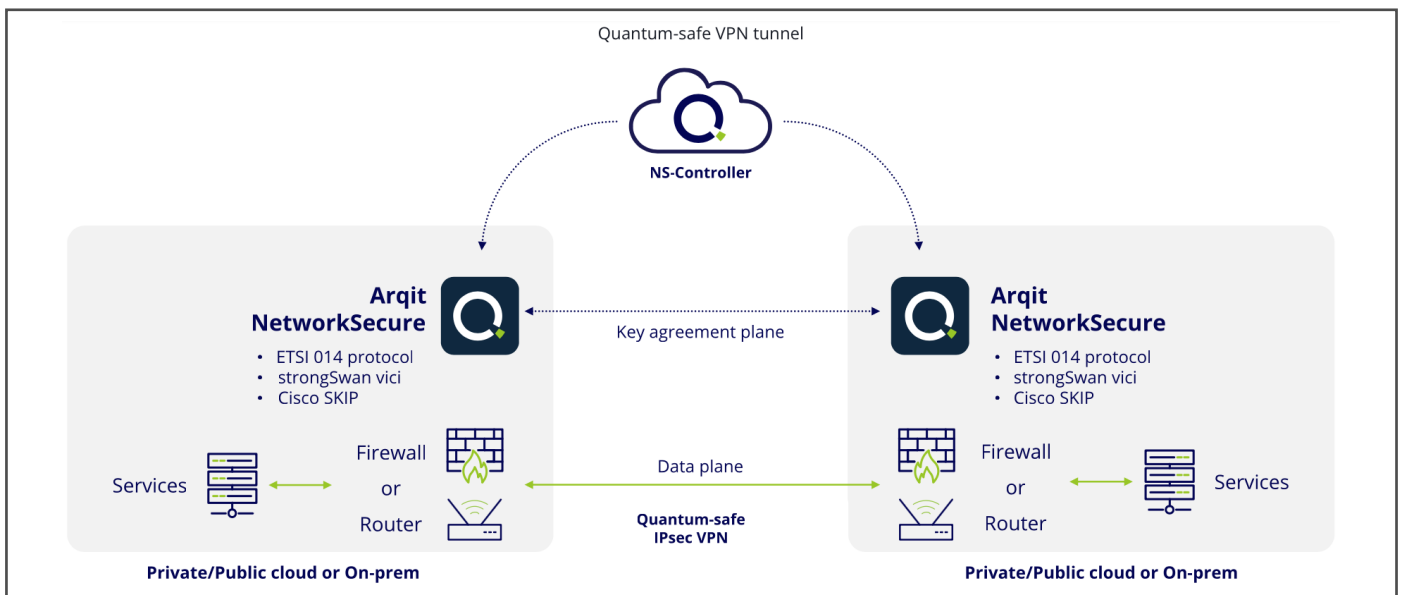 Quantum-safe VPN tunnel
NS-Controller
Arqit
NetworkSecure
• ETSI 014 protocol
• strongSwan vici
• Cisco SKIP
Key agreement plane
Arqit
NetworkSecure
• ETSI 014 protocol
• strongSwan vici
• Cisco SKIP
Services
Firewall
or
Router
Data plane
Quantum-safe
IPsec VPN
Firewall
or
Router
Services
Private/Public cloud or On-prem
Private/Public cloud or On-prem